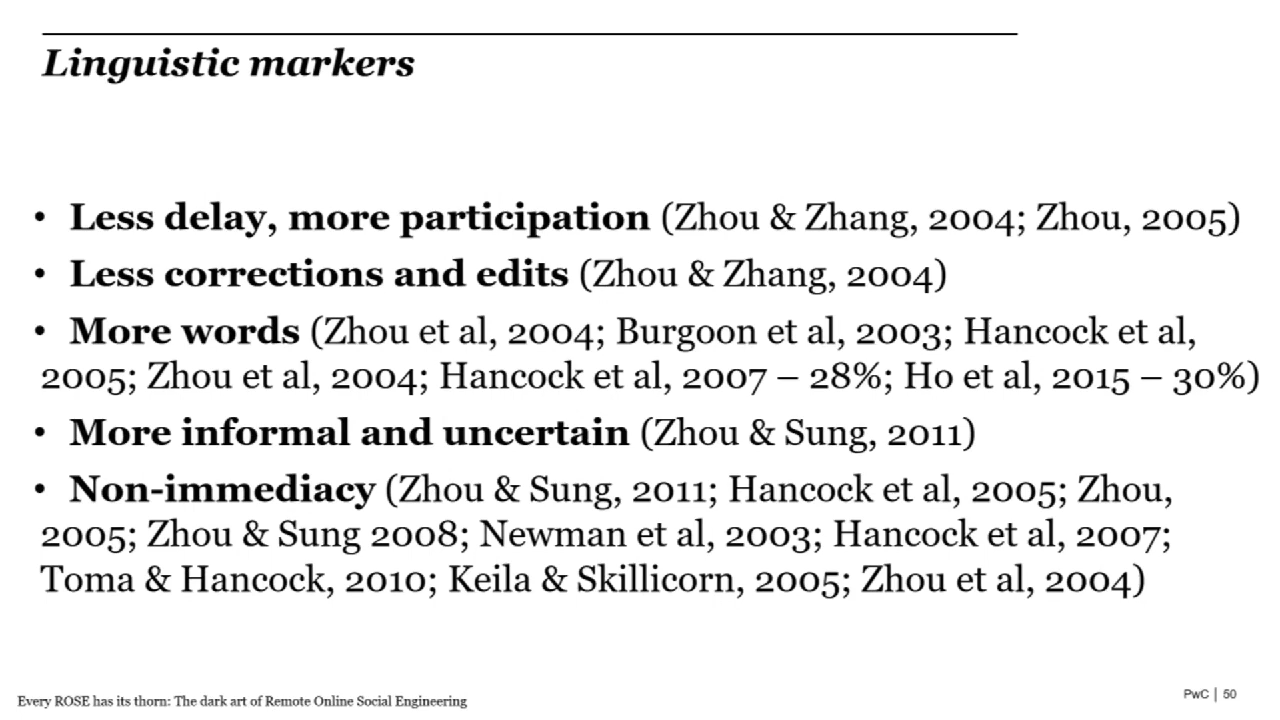 Linguistic markers
• Less delay, more participation (Zhou & Zhang, 2004; Zhou, 2005)
• Less corrections and edits (Zhou & Zhang, 2004)
• More words (Zhou et al, 2004; Burgoon et al, 2003; Hancock et al,
2005; Zhou et al, 2004; Hancock et al, 2007 – 28%; Ho et al, 2015 – 30%)
• More informal and uncertain (Zhou & Sung, 2011)
• Non-immediacy (Zhou & Sung, 2011; Hancock et al, 2005; Zhou,
2005; Zhou & Sung 2008; Newman et al, 2003; Hancock et al, 2007;
Toma & Hancock, 2010; Keila & Skillicorn, 2005; Zhou et al, 2004)
Every ROSE has its thorn: The dark art of Remote Online Social Engineering
PwC | 50